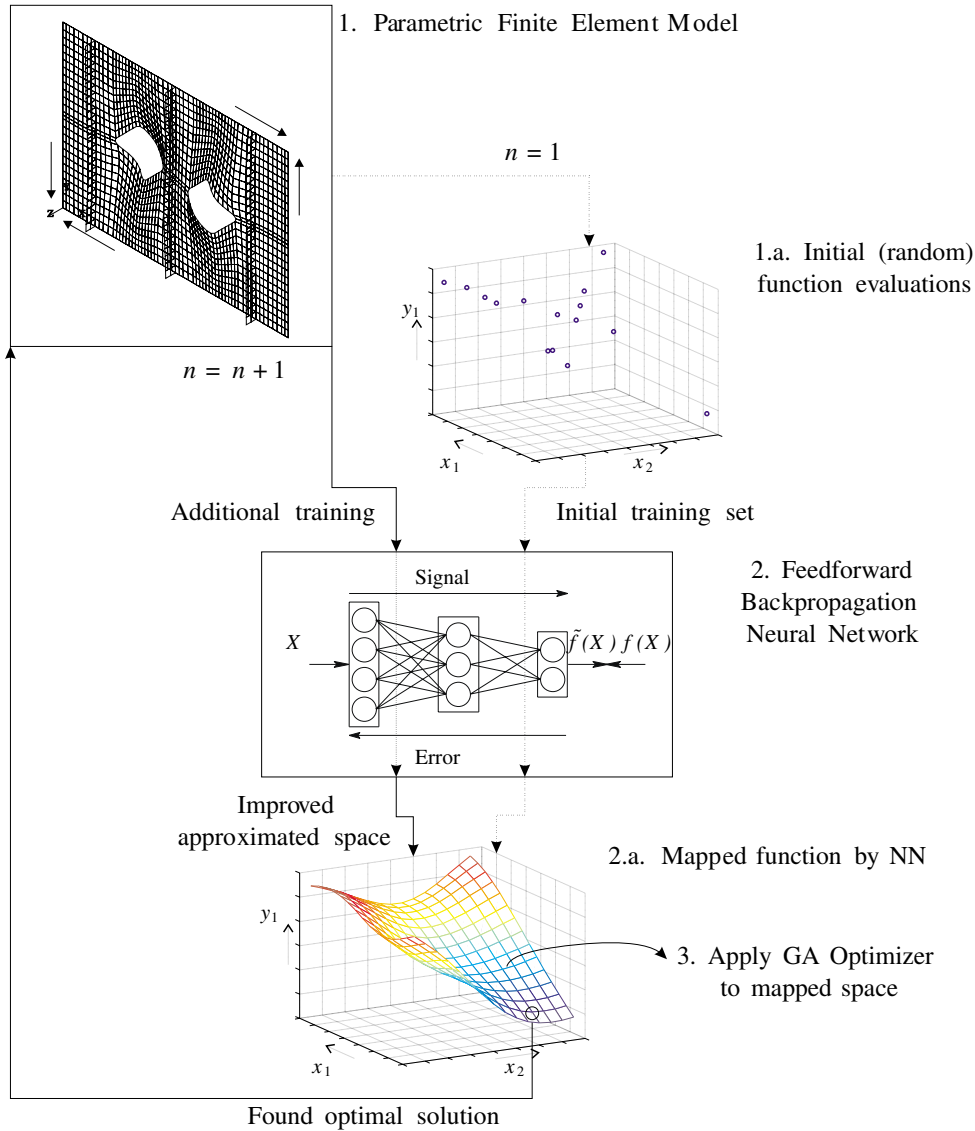 1. Parametric Finite Element Model
z
n = 1
1.a. Initial (random)
function evaluations
y1
x1
x2
n = n + 1
Additional training
Initial training set
2. Feedforward
Backpropagation
Neural Network
Signal
X
f̃(X) f(X)
Error
Improved
approximated space
2.a. Mapped function by NN
y1
3. Apply GA Optimizer
to mapped space
x1
x2
Found optimal solution